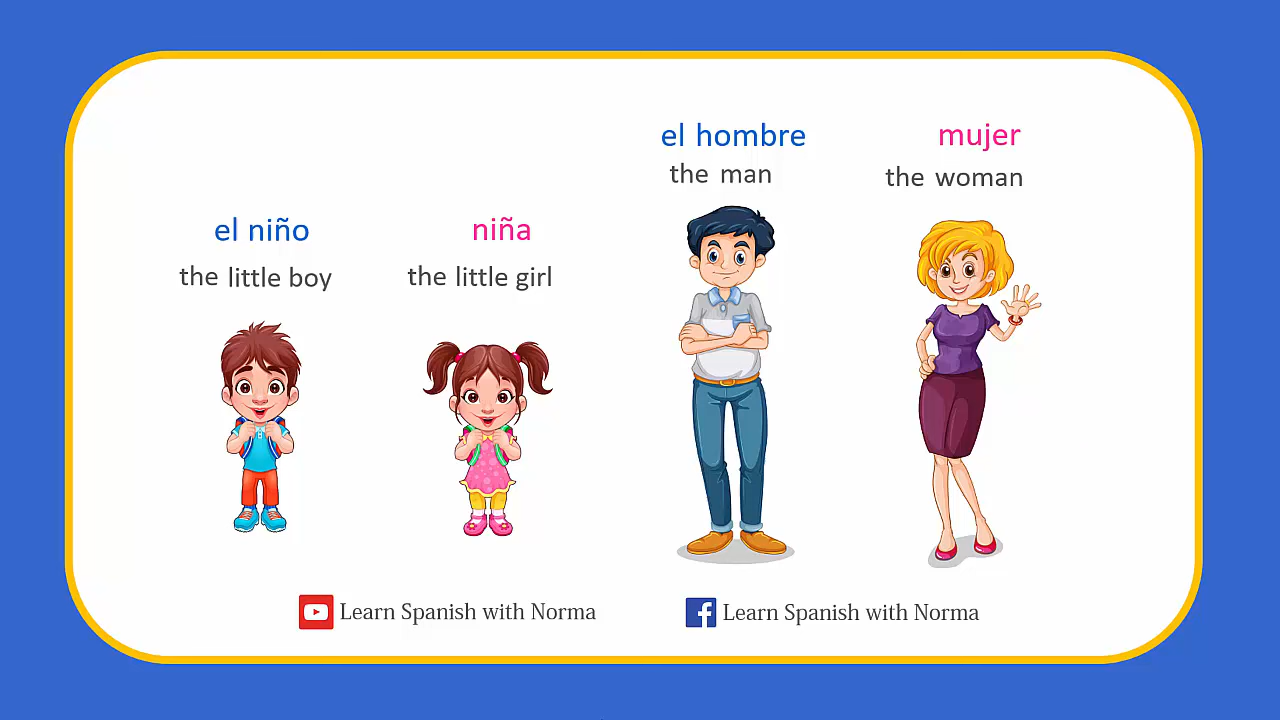 el hombre
the man
mujer
the woman
el niño
the little boy
niña
the little girl
Learn Spanish with Norma
Learn Spanish with Norma